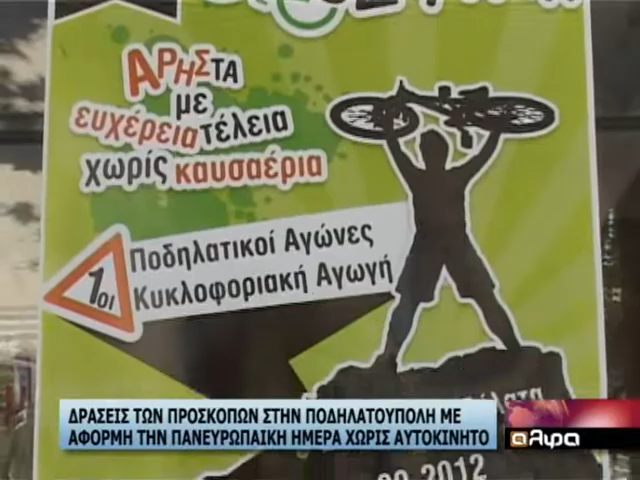 ΑΡΗΣΤΑ
με
ευχέρειατέλεια
χωρίς καυσαέρια
Ποδηλατικοί Αγώνες
1οι
Κυκλοφοριακή Αγωγή
2012
ΔΡΑΣΕΙΣ ΤΩΝ ΠΡΟΣΚΟΠΩΝ ΣΤΗΝ ΠΟΔΗΛΑΤΟΥΠΟΛΗ ΜΕ
ΑΦΟΡΜΗ ΤΗΝ ΠΑΝΕΥΡΩΠΑΙΚΗ ΗΜΕΡΑ ΧΩΡΙΣ ΑΥΤΟΚΙΝΗΤΟ